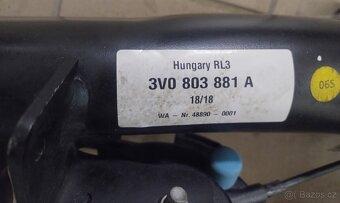 Hungary RL3
3V0 803 881 A
18/18
WA - Nr. 48890 - 0001
065
bazos.cz